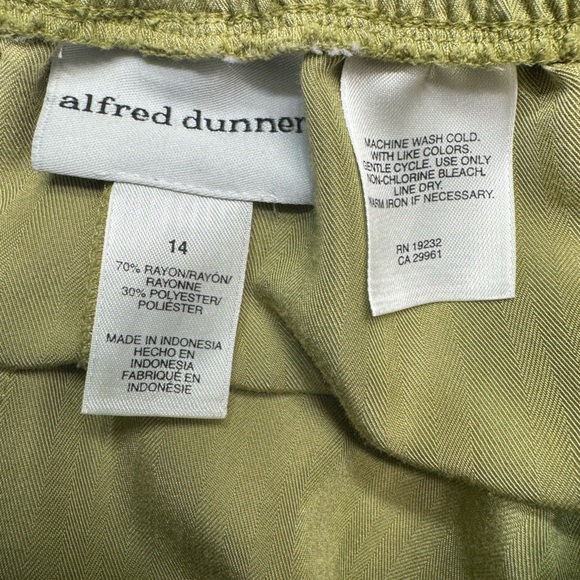 alfred dunner
14
70% RAYON/RAYÓN/
RAYONNE
30% POLYESTER/
POLIÉSTER
MADE IN INDONESIA
HECHO EN
INDONESIA
FABRIQUÉ EN
INDONÉSIE
MACHINE WASH COLD.
WITH LIKE COLORS.
GENTLE CYCLE. USE ONLY
NON-CHLORINE BLEACH.
LINE DRY.
WARM IRON IF NECESSARY.
RN 19232
CA 29961